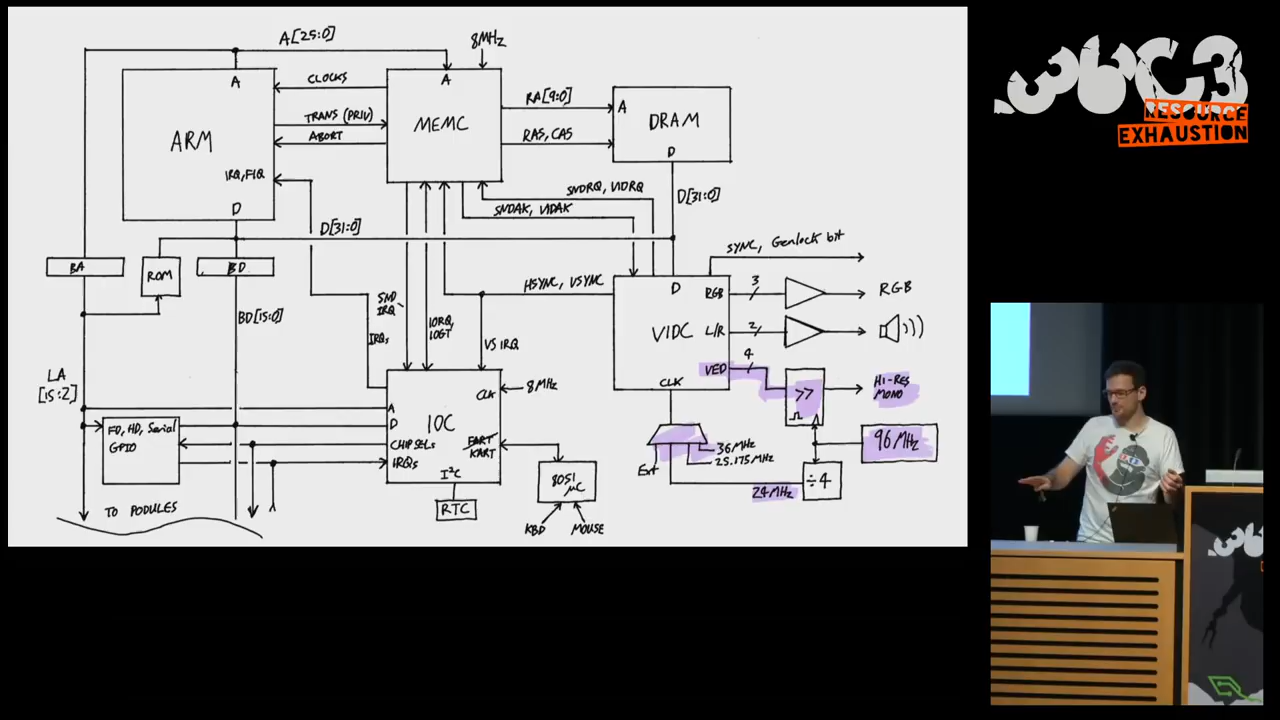 A[25:0]
8MHz
A
CLOCKS
A
RA[9:0]
A
DRAM
TRANS (PRIV)
MEMC
ARM
ABORT
RAS, CAS
D
IRQ, FIQ
SNDRQ, VIDRQ
D[31:0]
SNDAK, VIDAK
D
D[31:0]
SYNC, Genlock bit
BA
ROM
BD
HSYNC, VSYNC
D
RGB
3
RGB
SND
IRQ
BD[15:0]
IORQ,
IOGT
IRQs
VS IRQ
VIDC
L/R
2
VED
4
LA
[15:2]
CLK
8MHz
CLK
>>
HI-RES
MONO
A
IOC
D
FD, HD, Serial
GPIO
CHIP SELs
UART
KART
IRQs
36MHz
25.175MHz
96MHz
Ext
I²C
8051
µC
24MHz
÷4
RTC
TO PODULES
KBD
MOUSE
36C3
RESOURCE
EXHAUSTION